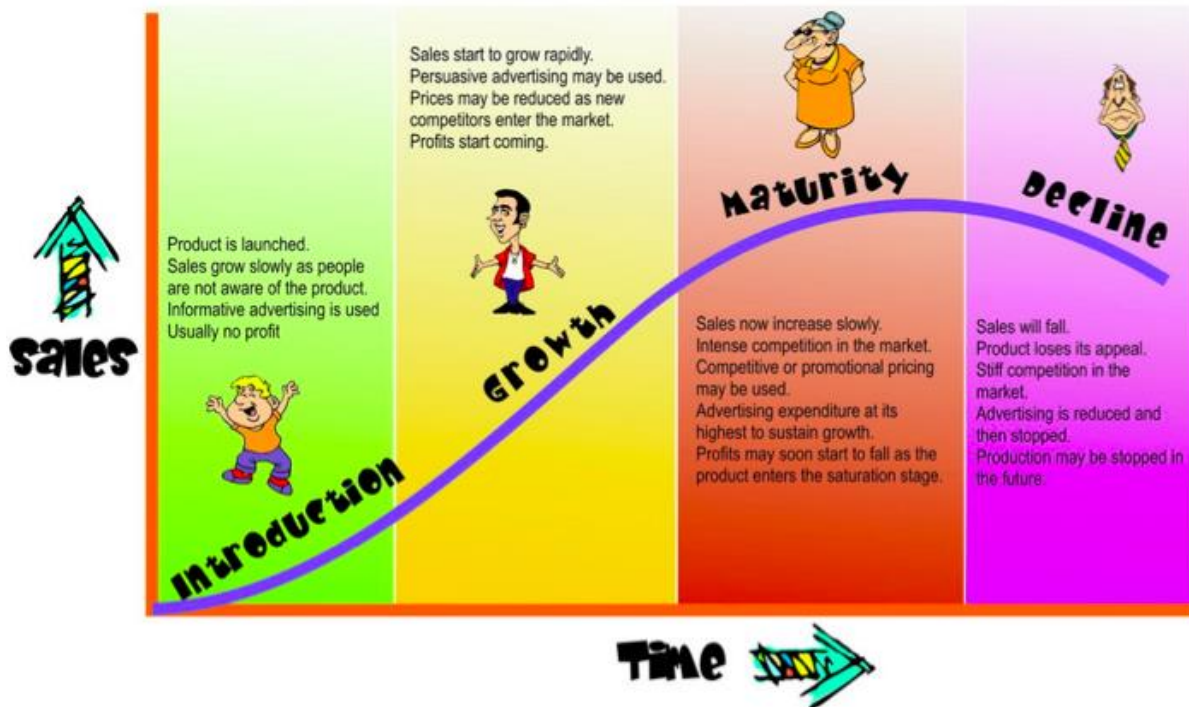 Sales
Product is launched.
Sales grow slowly as people
are not aware of the product.
Informative advertising is used
Usually no profit
Introduction
Sales start to grow rapidly.
Persuasive advertising may be used.
Prices may be reduced as new
competitors enter the market.
Profits start coming.
Growth
Maturity
Sales now increase slowly.
Intense competition in the market.
Competitive or promotional pricing
may be used.
Advertising expenditure at its
highest to sustain growth.
Profits may soon start to fall as the
product enters the saturation stage.
Decline
Sales will fall.
Product loses its appeal.
Stiff competition in the
market.
Advertising is reduced and
then stopped.
Production may be stopped in
the future.
Time